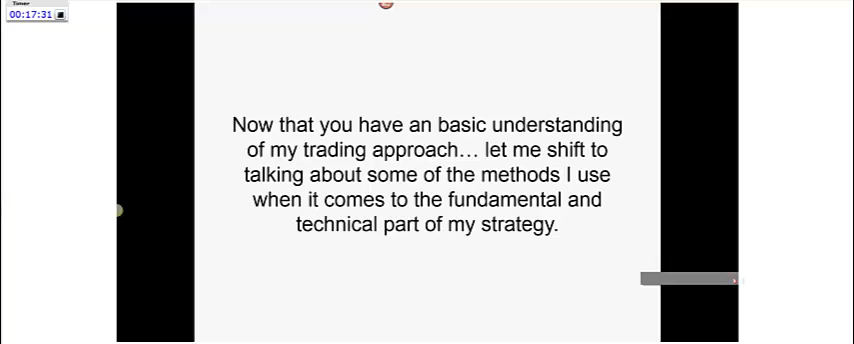 Timer
00:17:31
Now that you have an basic understanding
of my trading approach... let me shift to
talking about some of the methods I use
when it comes to the fundamental and
technical part of my strategy.